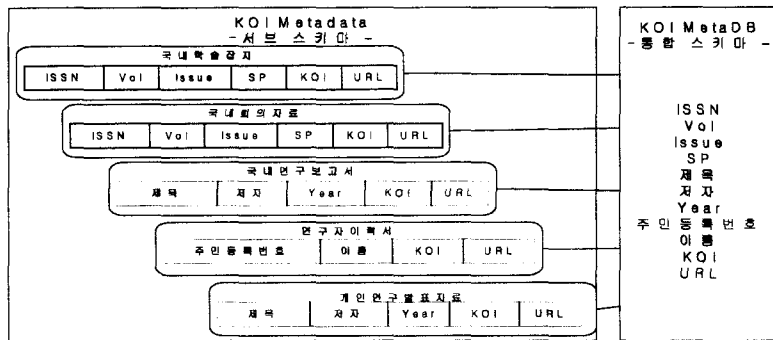 KOI Metadata
- 서브 스키마 -
국내학술잡지
ISSN Vol Issue SP KOI URL
국내회의자료
ISSN Vol Issue SP KOI URL
국내연구보고서
제목 저자 Year KOI URL
연구자이력서
주민등록번호 이름 KOI URL
개인연구발표자료
제목 저자 Year KOI URL
KOI MetaDB
- 통합 스키마 -
ISSN
Vol
Issue
SP
제목
저자
Year
주민등록번호
이름
KOI
URL